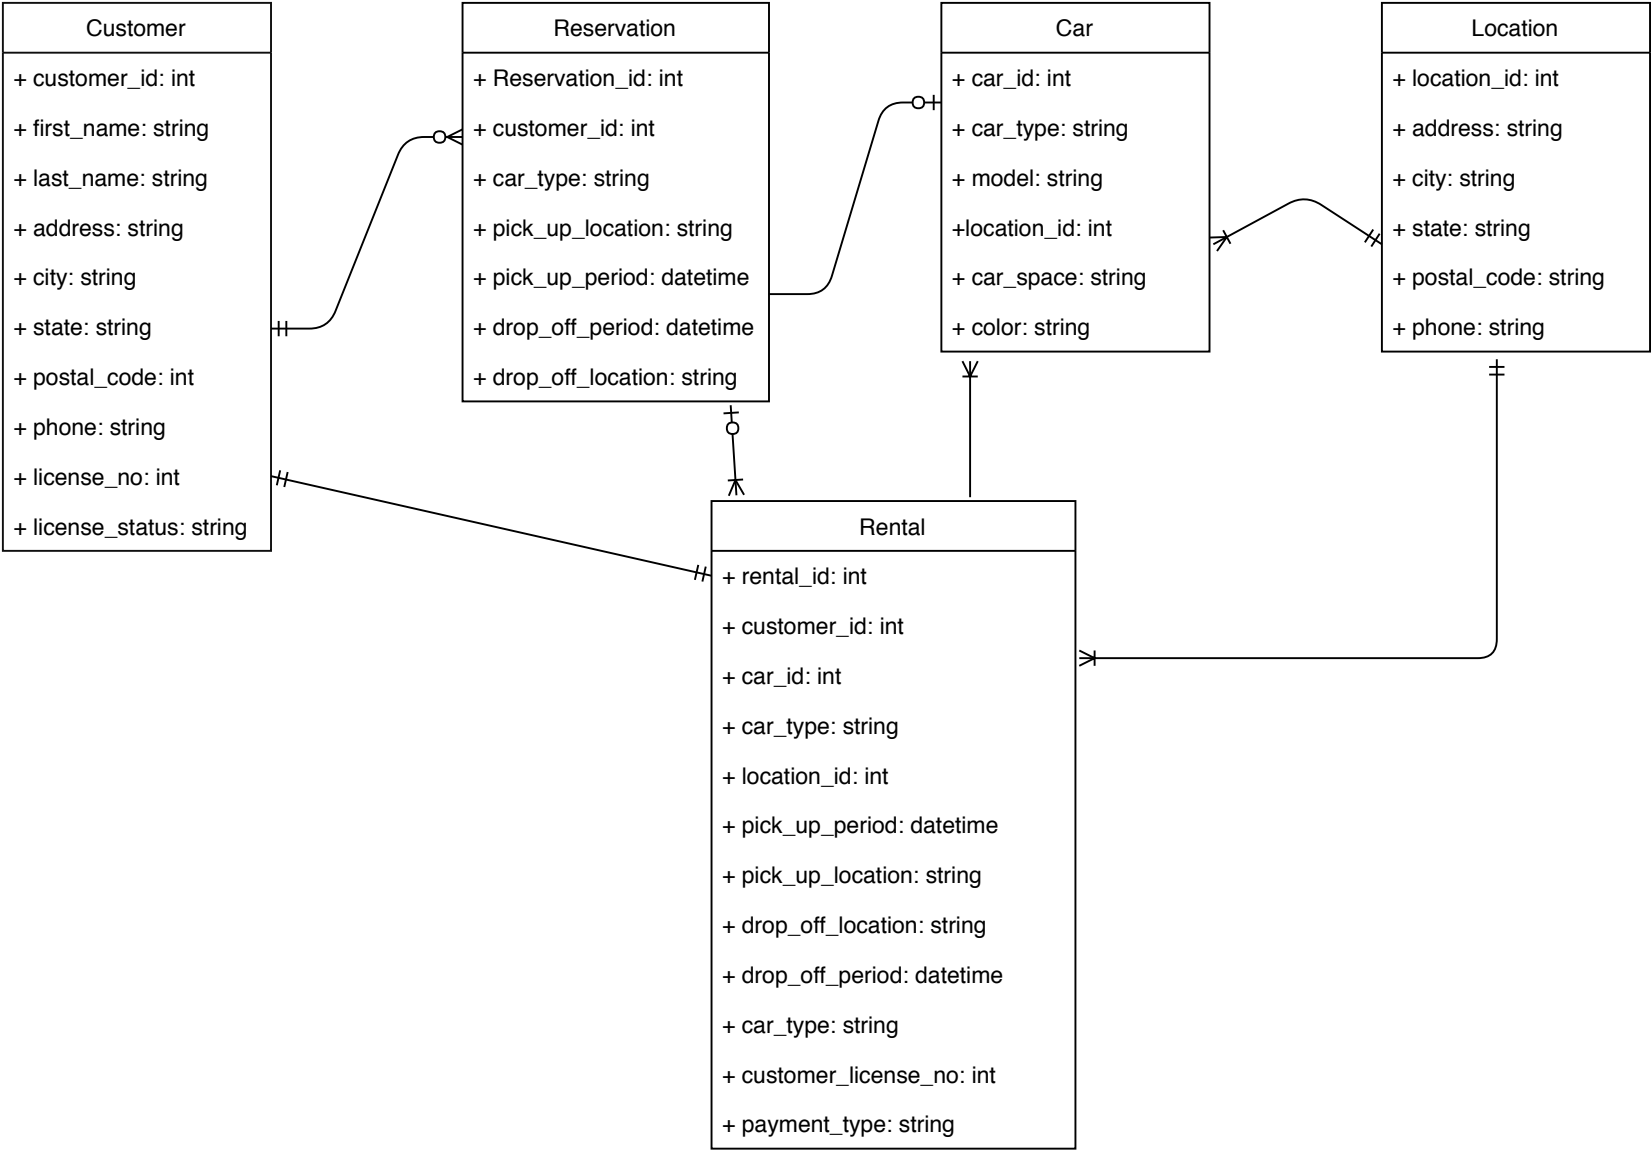 Customer
+ customer_id: int
+ first_name: string
+ last_name: string
+ address: string
+ city: string
+ state: string
+ postal_code: int
+ phone: string
+ license_no: int
+ license_status: string
Reservation
+ Reservation_id: int
+ customer_id: int
+ car_type: string
+ pick_up_location: string
+ pick_up_period: datetime
+ drop_off_period: datetime
+ drop_off_location: string
Car
+ car_id: int
+ car_type: string
+ model: string
+location_id: int
+ car_space: string
+ color: string
Location
+ location_id: int
+ address: string
+ city: string
+ state: string
+ postal_code: string
+ phone: string
Rental
+ rental_id: int
+ customer_id: int
+ car_id: int
+ car_type: string
+ location_id: int
+ pick_up_period: datetime
+ pick_up_location: string
+ drop_off_location: string
+ drop_off_period: datetime
+ car_type: string
+ customer_license_no: int
+ payment_type: string